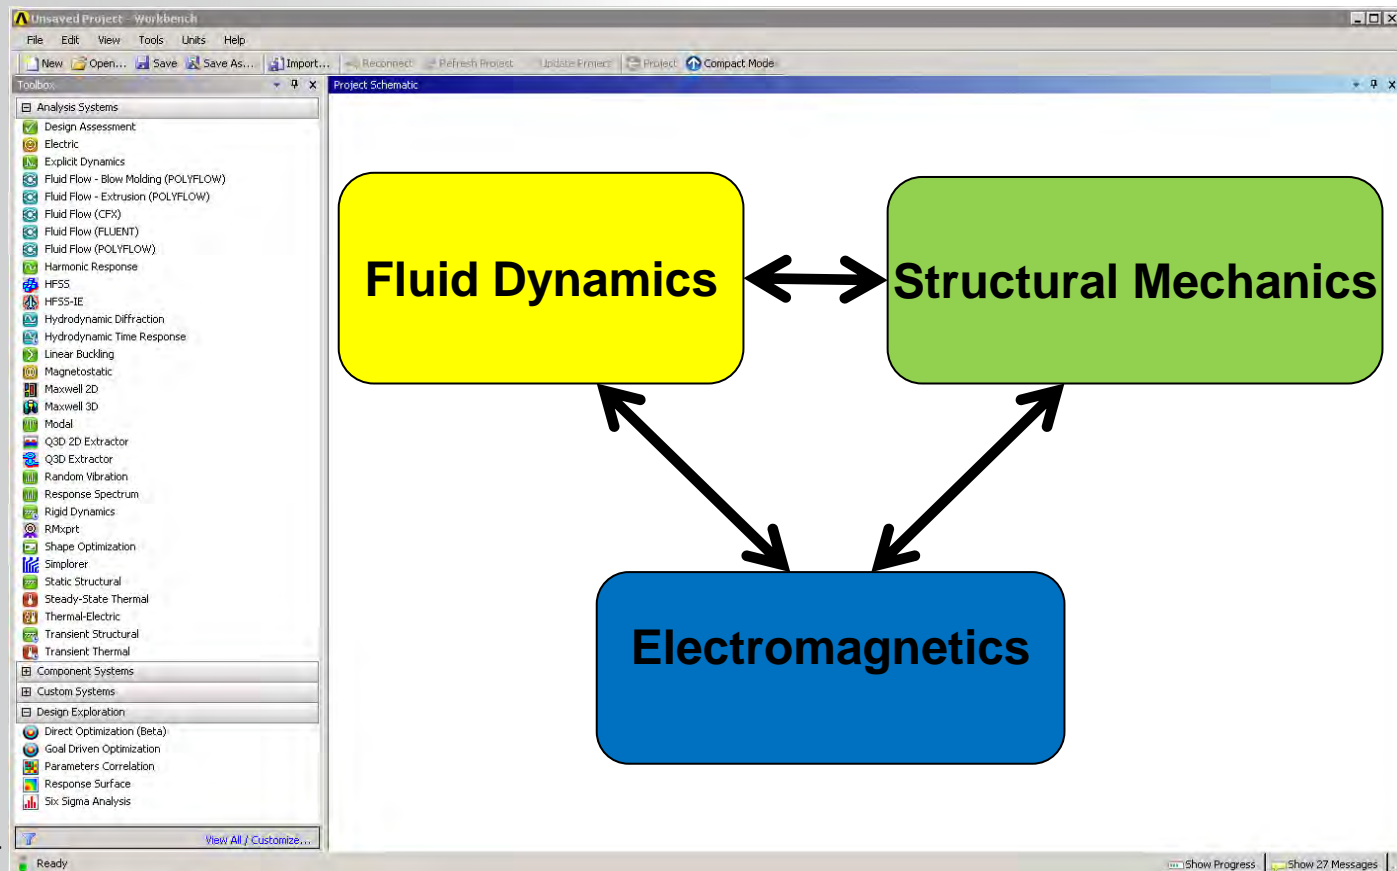 Unsaved Project - Workbench
File Edit View Tools Units Help
New Open... Save Save As... Import... Reconnect Refresh Project Update Project Project Compact Mode
Toolbox
Project Schematic
Analysis Systems
Design Assessment
Electric
Explicit Dynamics
Fluid Flow - Blow Molding (POLYFLOW)
Fluid Flow - Extrusion (POLYFLOW)
Fluid Flow (CFX)
Fluid Flow (FLUENT)
Fluid Flow (POLYFLOW)
Harmonic Response
HFSS
HFSS-IE
Hydrodynamic Diffraction
Hydrodynamic Time Response
Linear Buckling
Magnetostatic
Maxwell 2D
Maxwell 3D
Modal
Q3D 2D Extractor
Q3D Extractor
Random Vibration
Response Spectrum
Rigid Dynamics
RMxprt
Shape Optimization
Simplorer
Static Structural
Steady-State Thermal
Thermal-Electric
Transient Structural
Transient Thermal
Component Systems
Custom Systems
Design Exploration
Direct Optimization (Beta)
Goal Driven Optimization
Parameters Correlation
Response Surface
Six Sigma Analysis
View All / Customize...
Fluid Dynamics
Structural Mechanics
Electromagnetics
Ready
Show Progress
Show 27 Messages